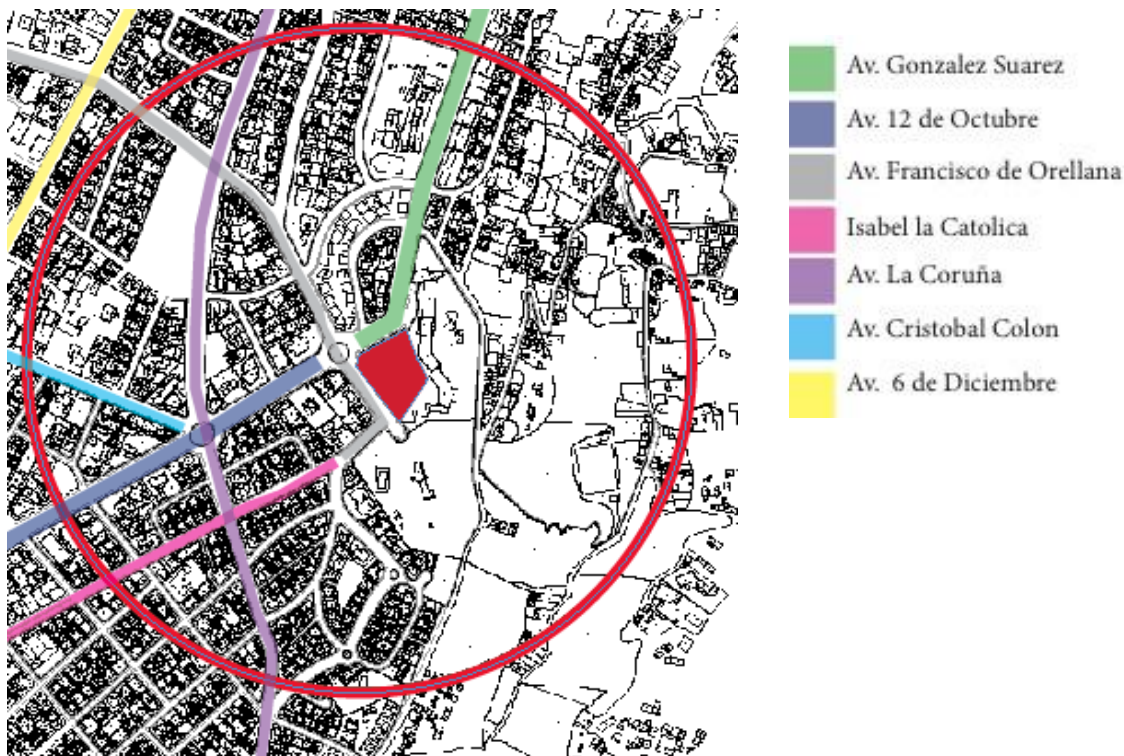 Av. Gonzalez Suarez
Av. 12 de Octubre
Av. Francisco de Orellana
Isabel la Catolica
Av. La Coruña
Av. Cristobal Colon
Av. 6 de Diciembre